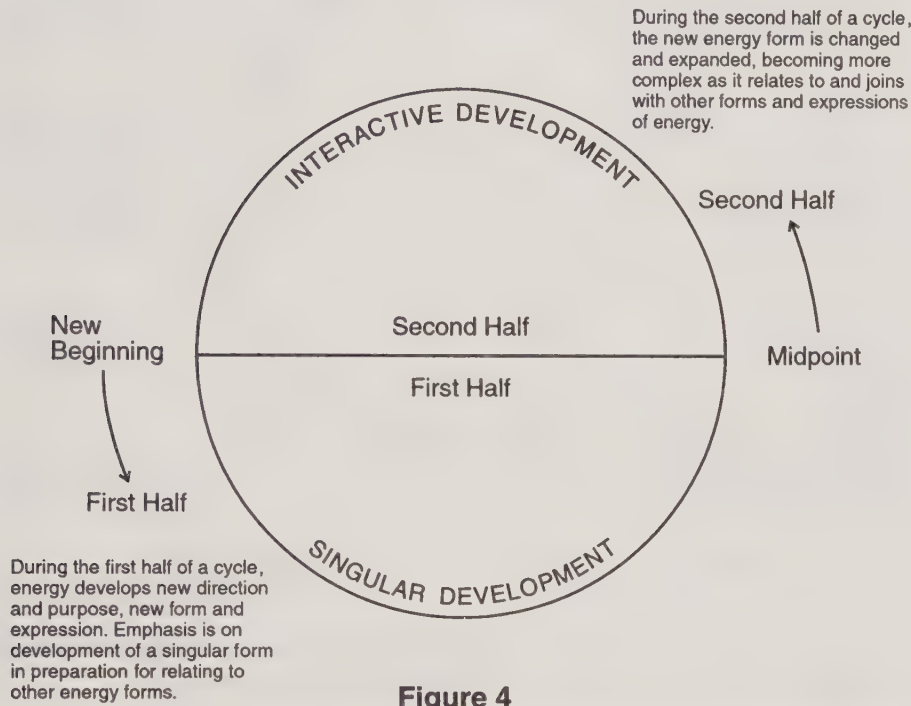 During the second half of a cycle,
the new energy form is changed
and expanded, becoming more
complex as it relates to and joins
with other forms and expressions
of energy.
INTERACTIVE DEVELOPMENT
Second Half
New
Beginning
Second Half
First Half
Midpoint
First Half
SINGULAR DEVELOPMENT
During the first half of a cycle,
energy develops new direction
and purpose, new form and
expression. Emphasis is on
development of a singular form
in preparation for relating to
other energy forms.
Figure 4